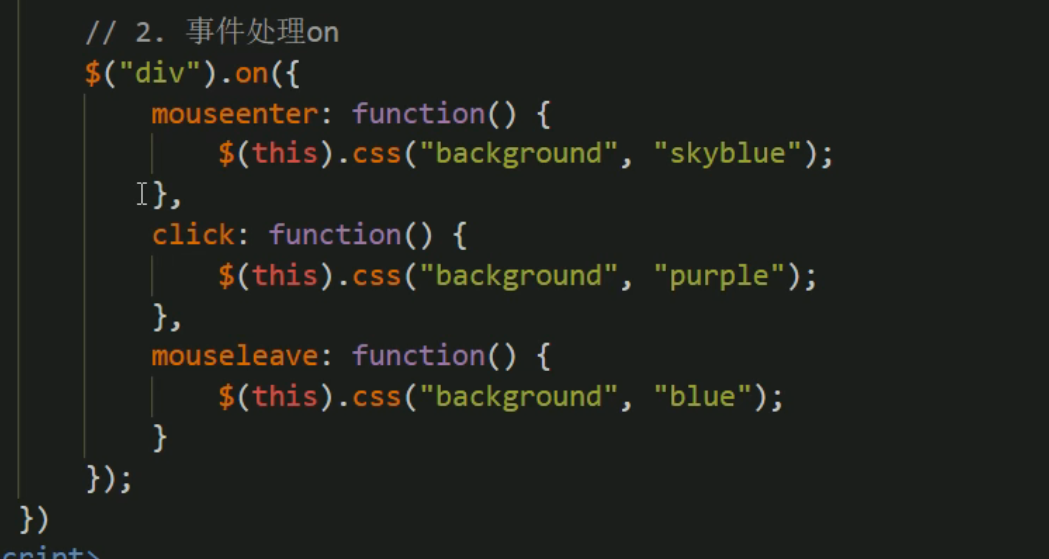 // 2. 事件处理on
$("div").on({
mouseenter: function() {
$(this).css("background", "skyblue");
},
click: function() {
$(this).css("background", "purple");
},
mouseleave: function() {
$(this).css("background", "blue");
}
});
})
cript>